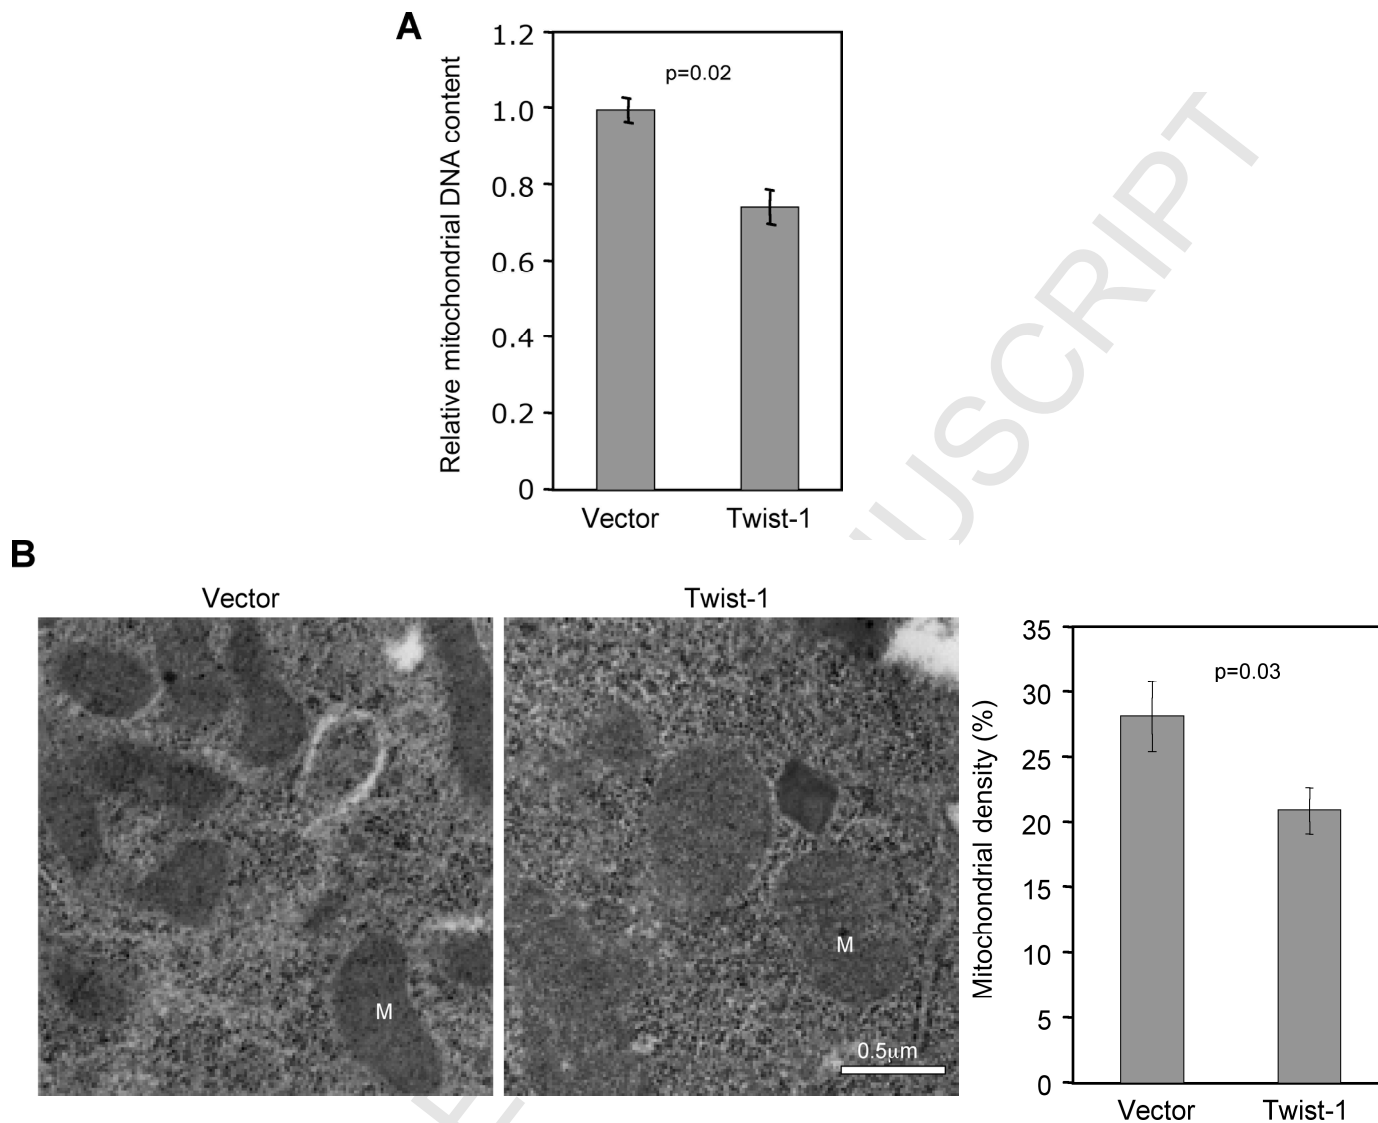 A
Relative mitochondrial DNA content
1.2
1.0
0.8
0.6
0.4
0.2
0
p=0.02
Vector
Twist-1
B
Vector
Twist-1
M
M
0.5µm
Mitochondrial density (%)
35
30
25
20
15
10
5
0
p=0.03
Vector
Twist-1
USCRIPT